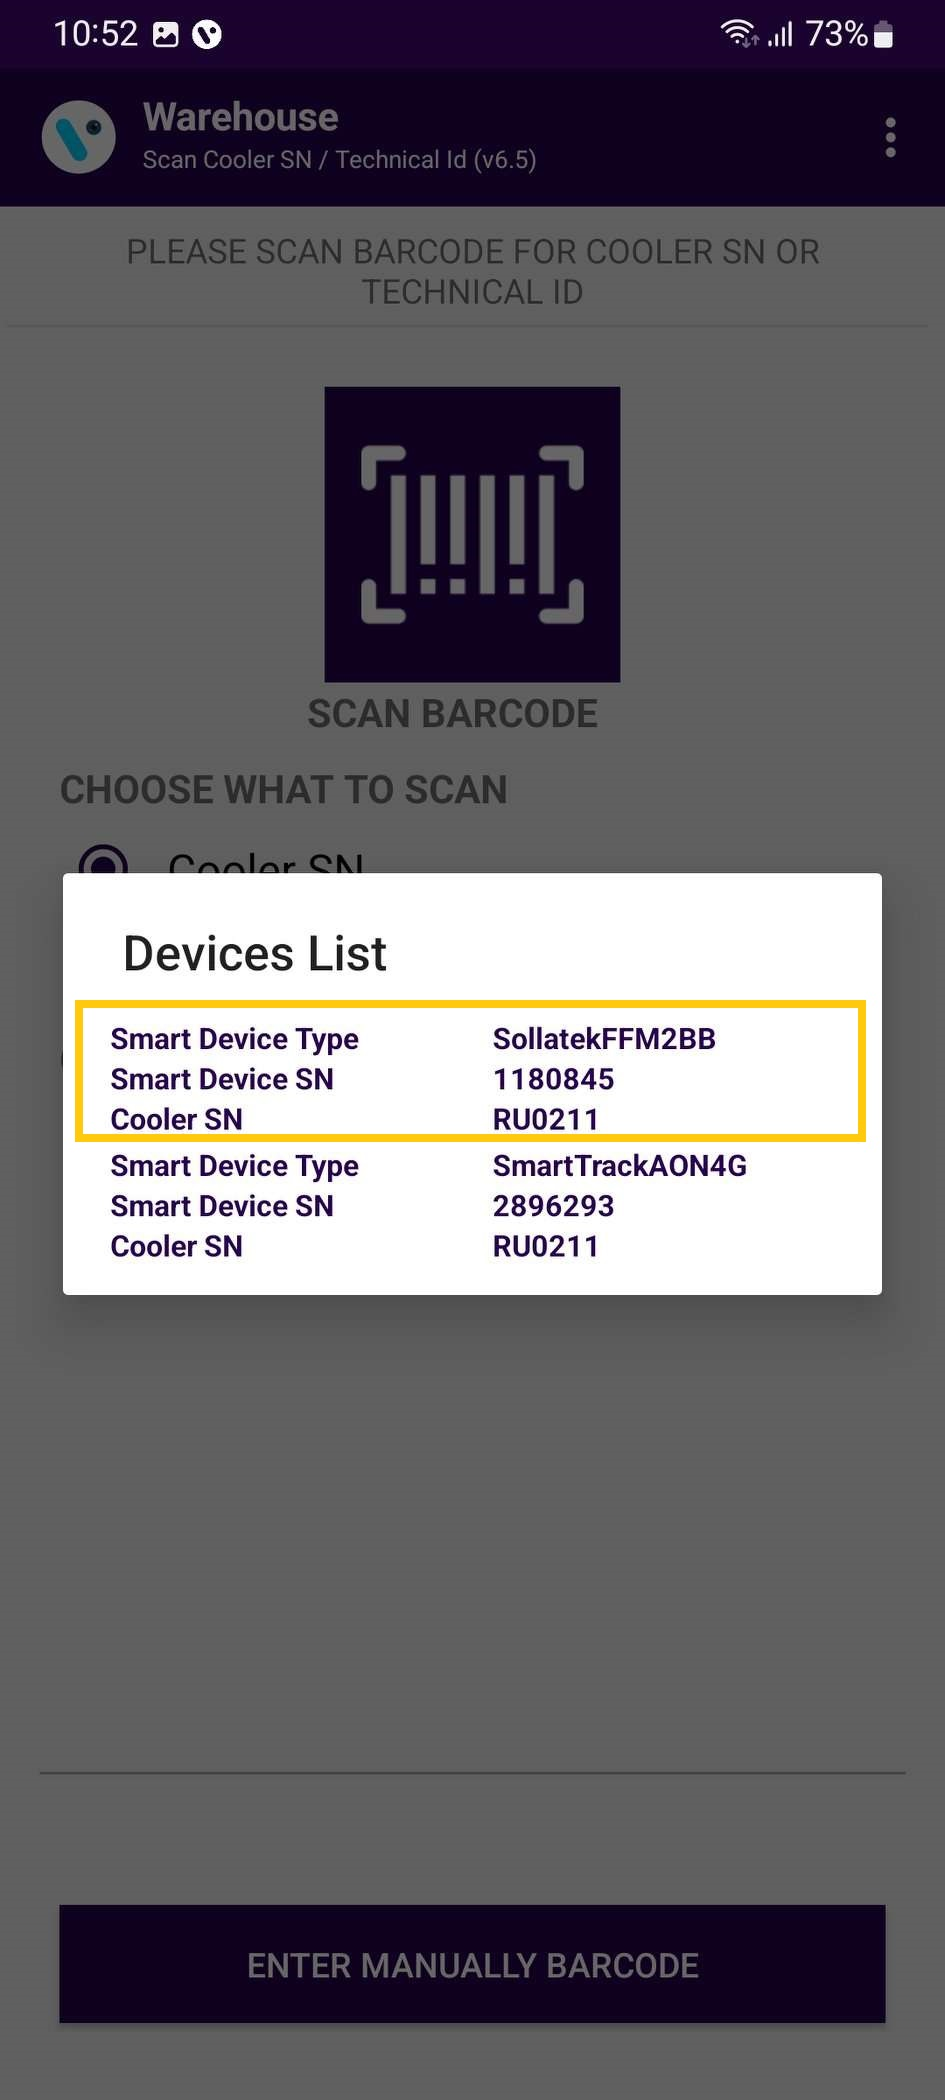 10:52
73%
Warehouse
Scan Cooler SN / Technical Id (v6.5)
PLEASE SCAN BARCODE FOR COOLER SN OR
TECHNICAL ID
SCAN BARCODE
CHOOSE WHAT TO SCAN
Cooler SN
Devices List
Smart Device Type SollatekFFM2BB
Smart Device SN 1180845
Cooler SN RU0211
Smart Device Type SmartTrackAON4G
Smart Device SN 2896293
Cooler SN RU0211
ENTER MANUALLY BARCODE